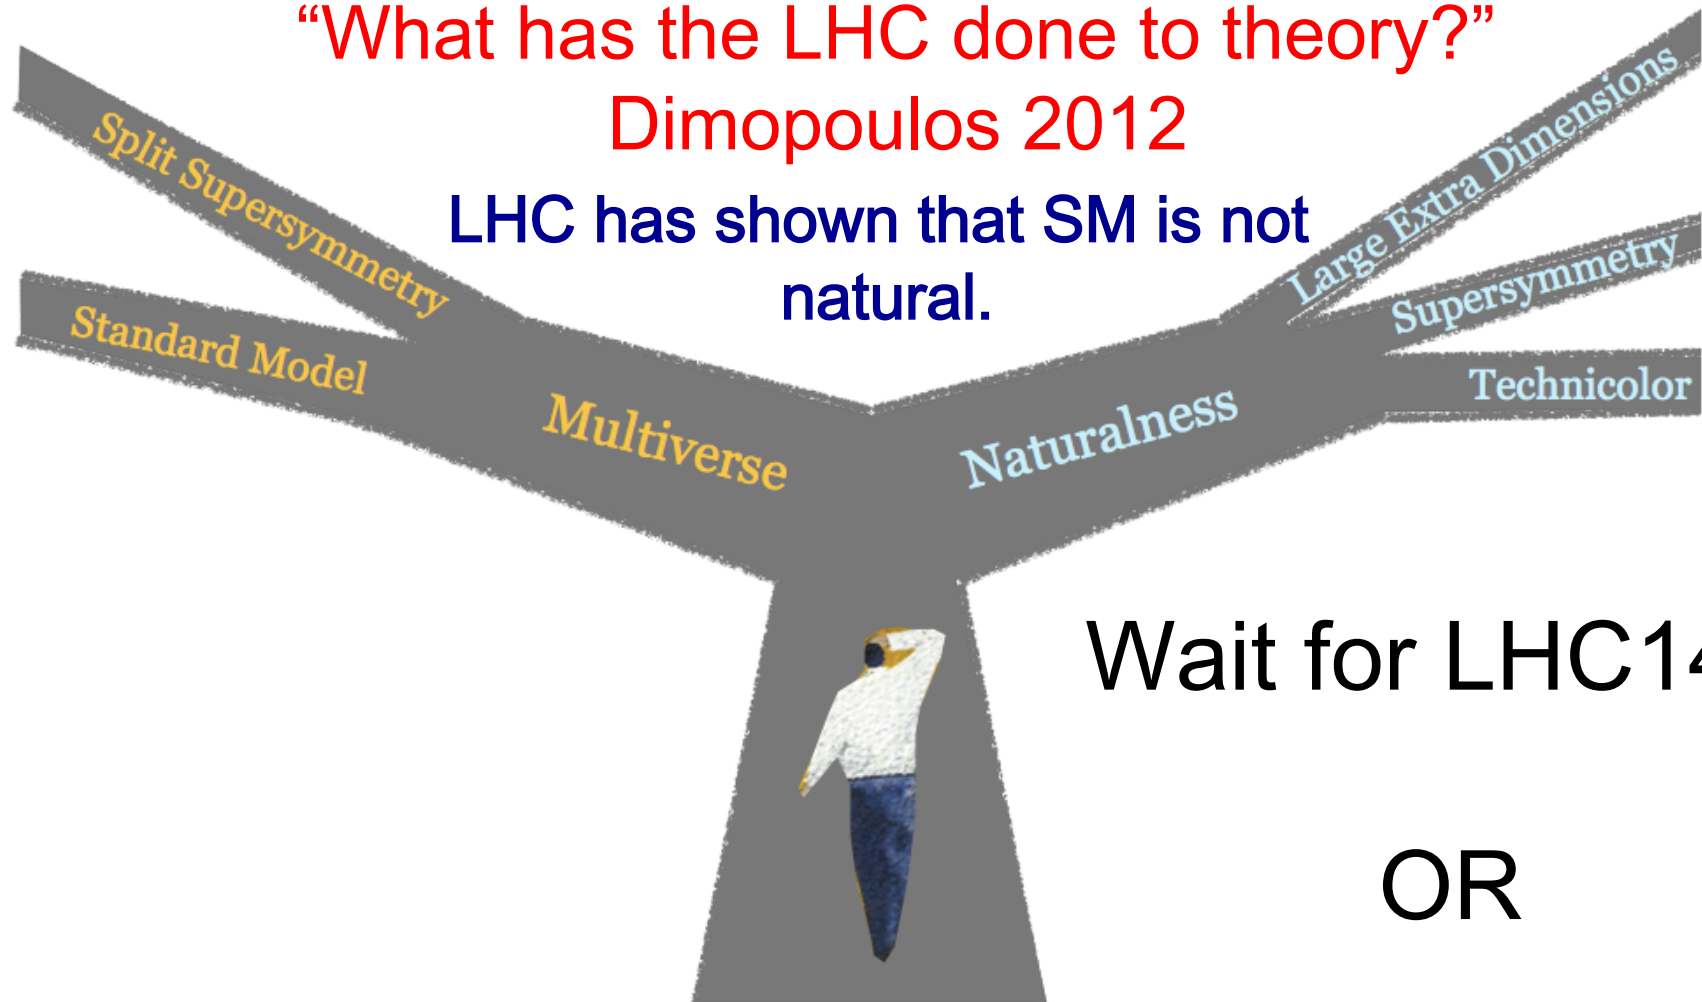 “What has the LHC done to theory?”
Dimopoulos 2012
LHC has shown that SM is not
natural.
Split Supersymmetry
Standard Model
Multiverse
Naturalness
Large Extra Dimensions
Supersymmetry
Technicolor
Wait for LHC14
OR